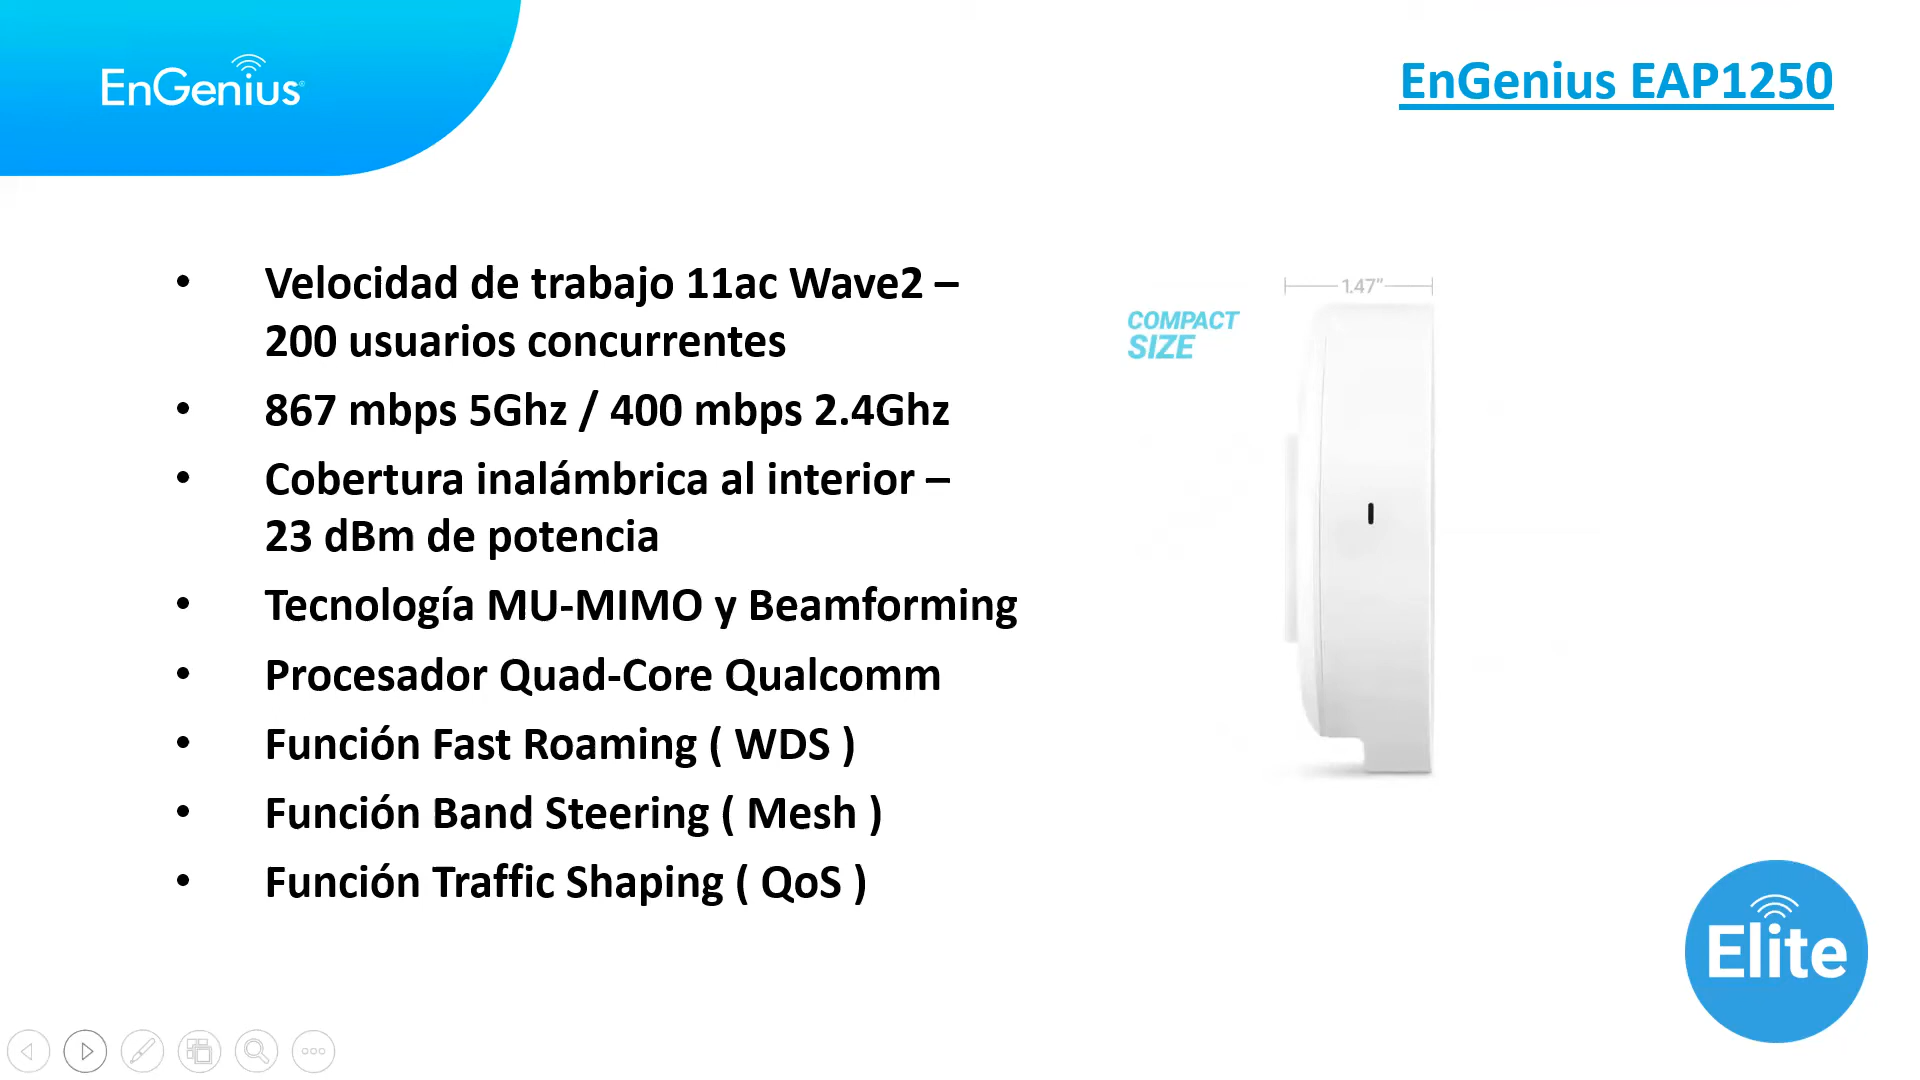 EnGenius
EnGenius EAP1250
• Velocidad de trabajo 11ac Wave2 –
200 usuarios concurrentes
• 867 mbps 5Ghz / 400 mbps 2.4Ghz
• Cobertura inalámbrica al interior –
23 dBm de potencia
• Tecnología MU-MIMO y Beamforming
• Procesador Quad-Core Qualcomm
• Función Fast Roaming ( WDS )
• Función Band Steering ( Mesh )
• Función Traffic Shaping ( QoS )
1.47”
COMPACT
SIZE
Elite